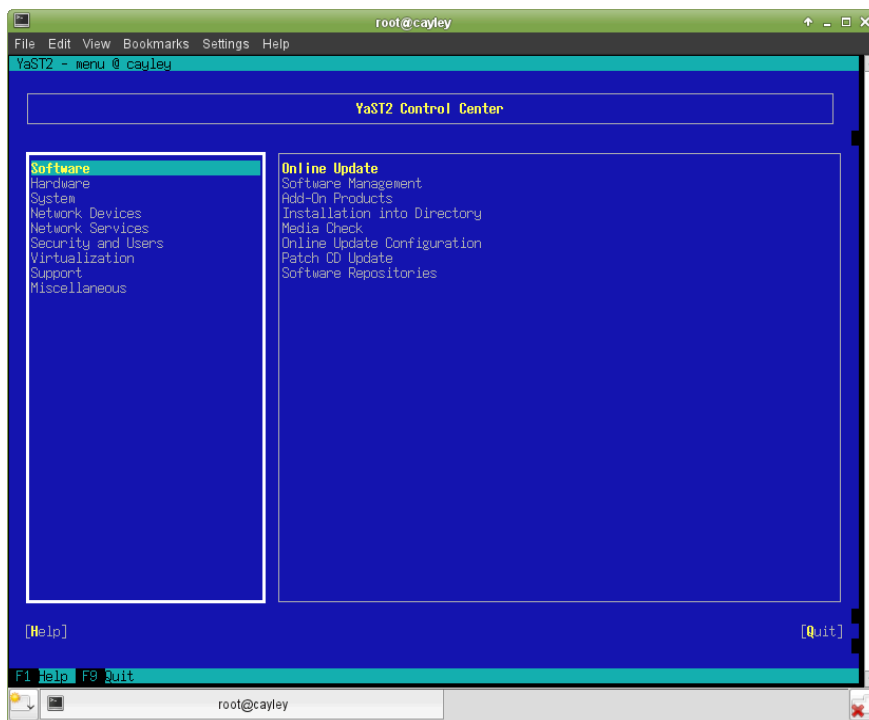 root@cayley
File Edit View Bookmarks Settings Help
YaST2 - menu @ cayley
YaST2 Control Center
Software
Hardware
System
Network Devices
Network Services
Security and Users
Virtualization
Support
Miscellaneous
Online Update
Software Management
Add-On Products
Installation into Directory
Media Check
Online Update Configuration
Patch CD Update
Software Repositories
[Help] [Quit]
F1 Help F9 Quit
root@cayley